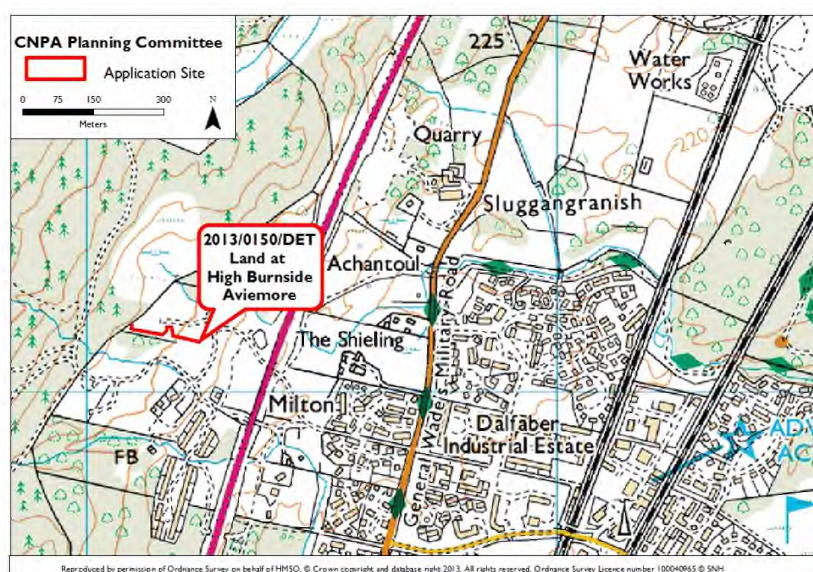 CNPA Planning Committee
Application Site
0 75 150 300
Meters
N
225
Water
Works
Quarry
220
Sluggangranish
2013/0150/DET
Land at
High Burnside
Aviemore
Achantoul
The Shieling
General Wade's Military Road
Milton
Dalfaber
Industrial Estate
FB
ADV
AC
Reproduced by permission of Ordnance Survey on behalf of HMSO. © Crown copyright and database right 2013. All rights reserved. Ordnance Survey Licence number 100040965 © SNH